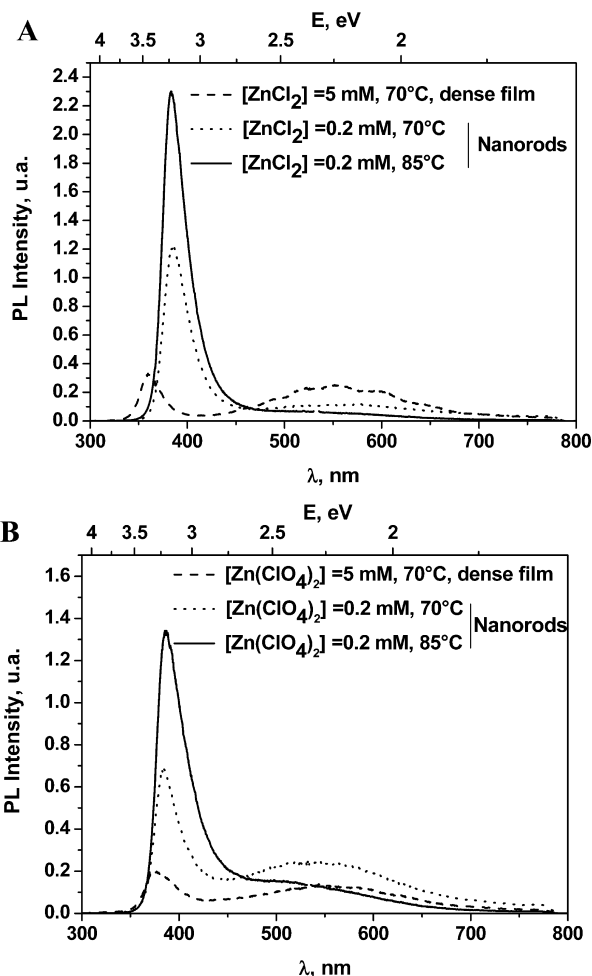 A
E, eV
4 3.5 3 2.5 2
2.4
2.2
2.0
1.8
1.6
1.4
1.2
1.0
0.8
0.6
0.4
0.2
0.0
PL Intensity, u.a.
[ZnCl2] =5 mM, 70°C, dense film
[ZnCl2] =0.2 mM, 70°C
[ZnCl2] =0.2 mM, 85°C
Nanorods
300 400 500 600 700 800
λ, nm
B
E, eV
4 3.5 3 2.5 2
1.6
1.4
1.2
1.0
0.8
0.6
0.4
0.2
0.0
PL Intensity, u.a.
[Zn(ClO4)2] =5 mM, 70°C, dense film
[Zn(ClO4)2] =0.2 mM, 70°C
[Zn(ClO4)2] =0.2 mM, 85°C
Nanorods
300 400 500 600 700 800
λ, nm